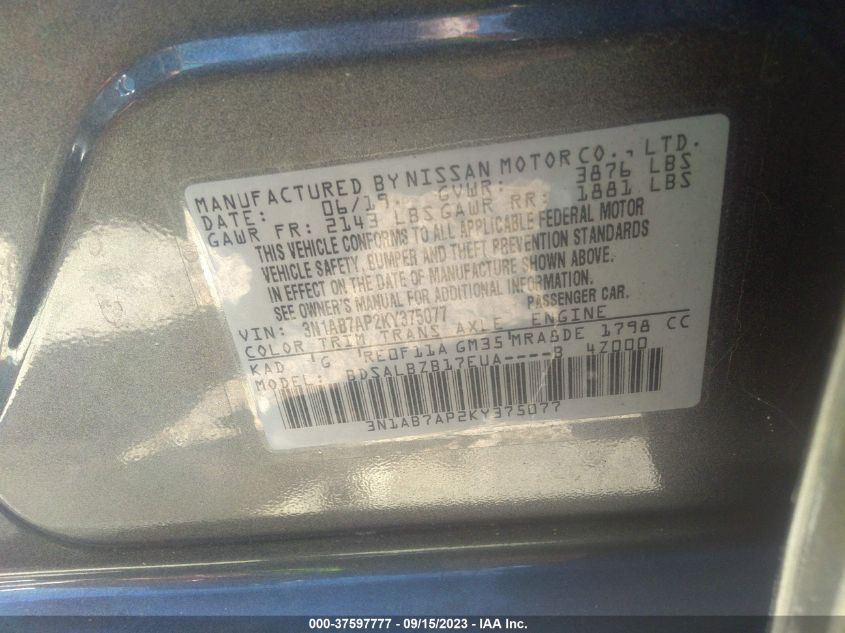 MANUFACTURED BY NISSAN MOTOR CO., LTD.
DATE: 06/19 GVWR: 3876 LBS
GAWR FR: 2143 LBS GAWR RR: 1881 LBS
THIS VEHICLE CONFORMS TO ALL APPLICABLE FEDERAL MOTOR
VEHICLE SAFETY, BUMPER AND THEFT PREVENTION STANDARDS
IN EFFECT ON THE DATE OF MANUFACTURE SHOWN ABOVE.
SEE OWNER'S MANUAL FOR ADDITIONAL INFORMATION.
VIN: 3N1AB7AP2KY375077 PASSENGER CAR.
COLOR TRIM TRANS AXLE ENGINE
KAD 'G 'RE0F11A GM35'MRA6DE 1798 CC
MODEL: BDSALBZB17EUA----B 4Z000
3N1AB7AP2KY375077
000-37597777 - 09/15/2023 - IAA Inc.